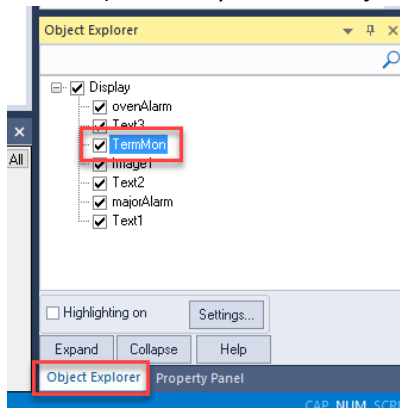 Object Explorer
Display
ovenAlarm
Text3
TermMon
Image1
Text2
majorAlarm
Text1
All
Highlighting on
Settings...
Expand Collapse Help
Object Explorer Property Panel
CAP NUM SCR